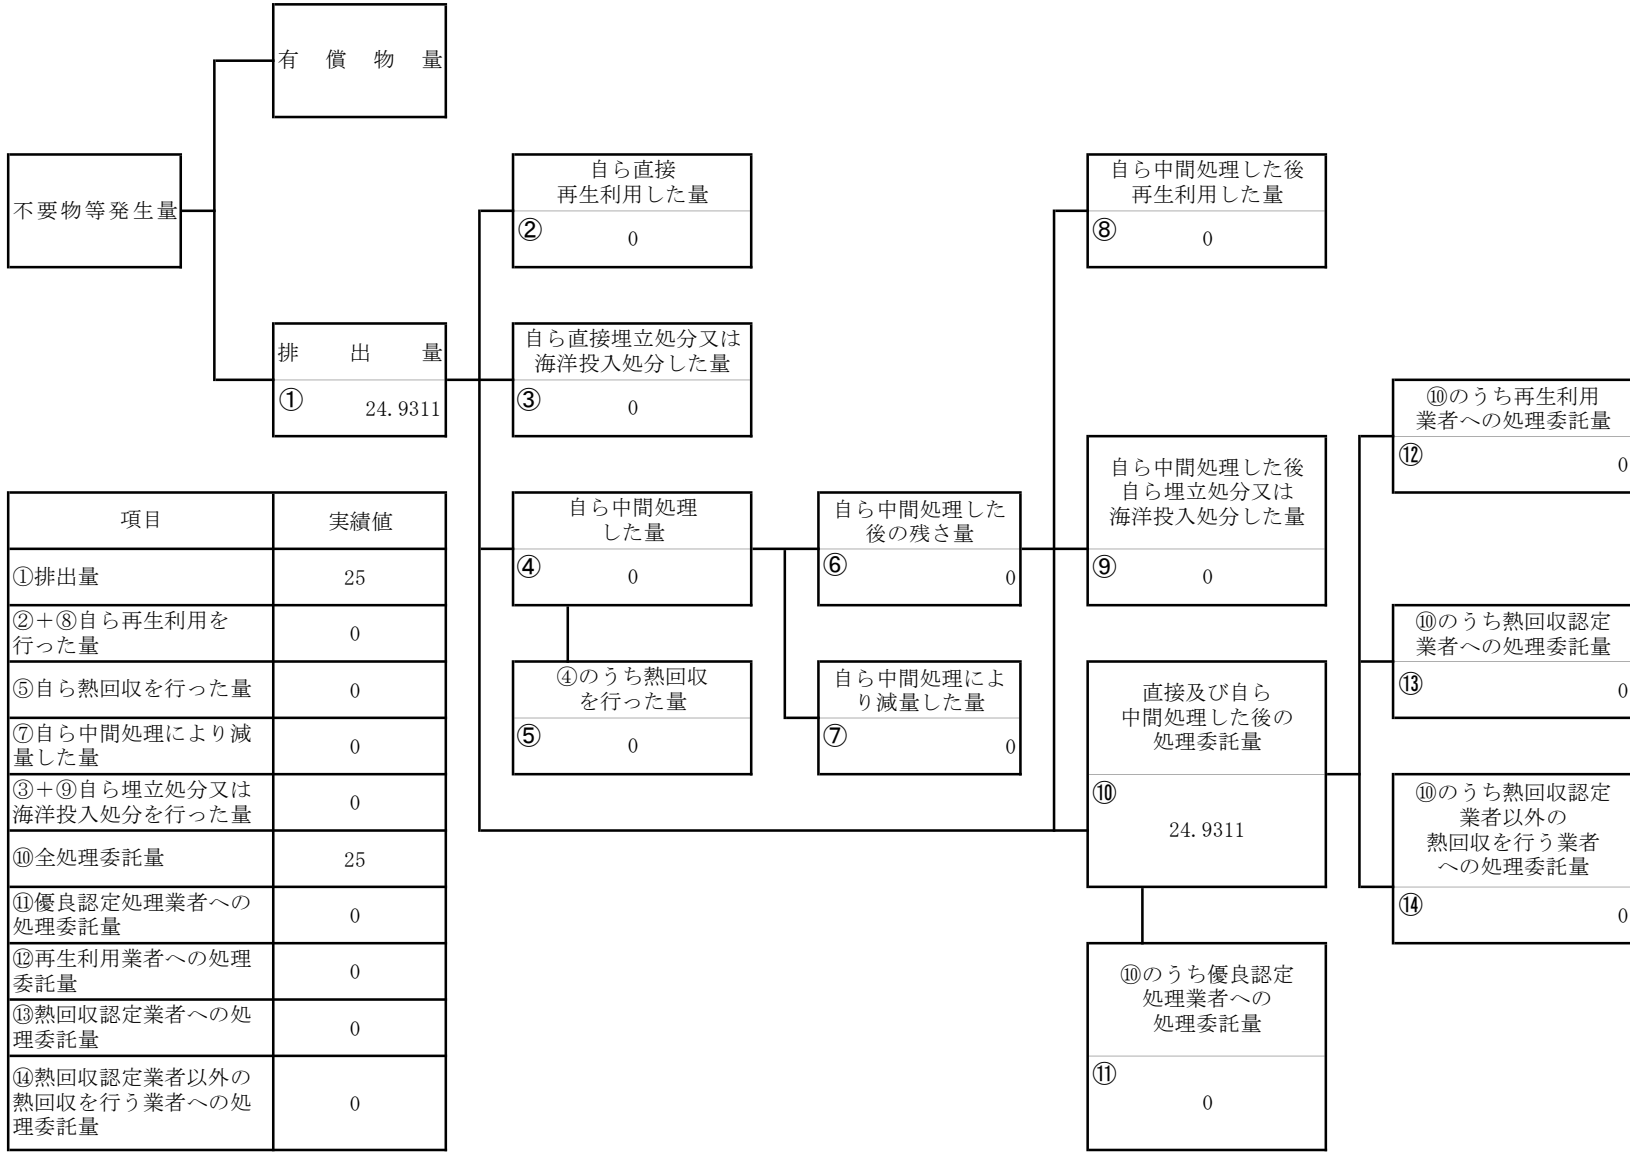 有償物量
不要物等発生量
排出量
①
24.9311
自ら直接
再生利用した量
②
0
自ら直接埋立処分又は
海洋投入処分した量
③
0
自ら中間処理
した量
④
0
④のうち熱回収
を行った量
⑤
0
自ら中間処理した
後の残さ量
⑥
0
自ら中間処理によ
り減量した量
⑦
0
自ら中間処理した後
再生利用した量
⑧
0
自ら中間処理した後
自ら埋立処分又は
海洋投入処分した量
⑨
0
直接及び自ら
中間処理した後の
処理委託量
⑩
24.9311
⑩のうち優良認定
処理業者への
処理委託量
⑪
0
⑩のうち再生利用
業者への処理委託量
⑫
0
⑩のうち熱回収認定
業者への処理委託量
⑬
0
⑩のうち熱回収認定
業者以外の
熱回収を行う業者
への処理委託量
⑭
0
項目
実績値
①排出量
25
②＋⑧自ら再生利用を
行った量
0
⑤自ら熱回収を行った量
0
⑦自ら中間処理により減
量した量
0
③＋⑨自ら埋立処分又は
海洋投入処分を行った量
0
⑩全処理委託量
25
⑪優良認定処理業者への
処理委託量
0
⑫再生利用業者への処理
委託量
0
⑬熱回収認定業者への処
理委託量
0
⑭熱回収認定業者以外の
熱回収を行う業者への処
理委託量
0